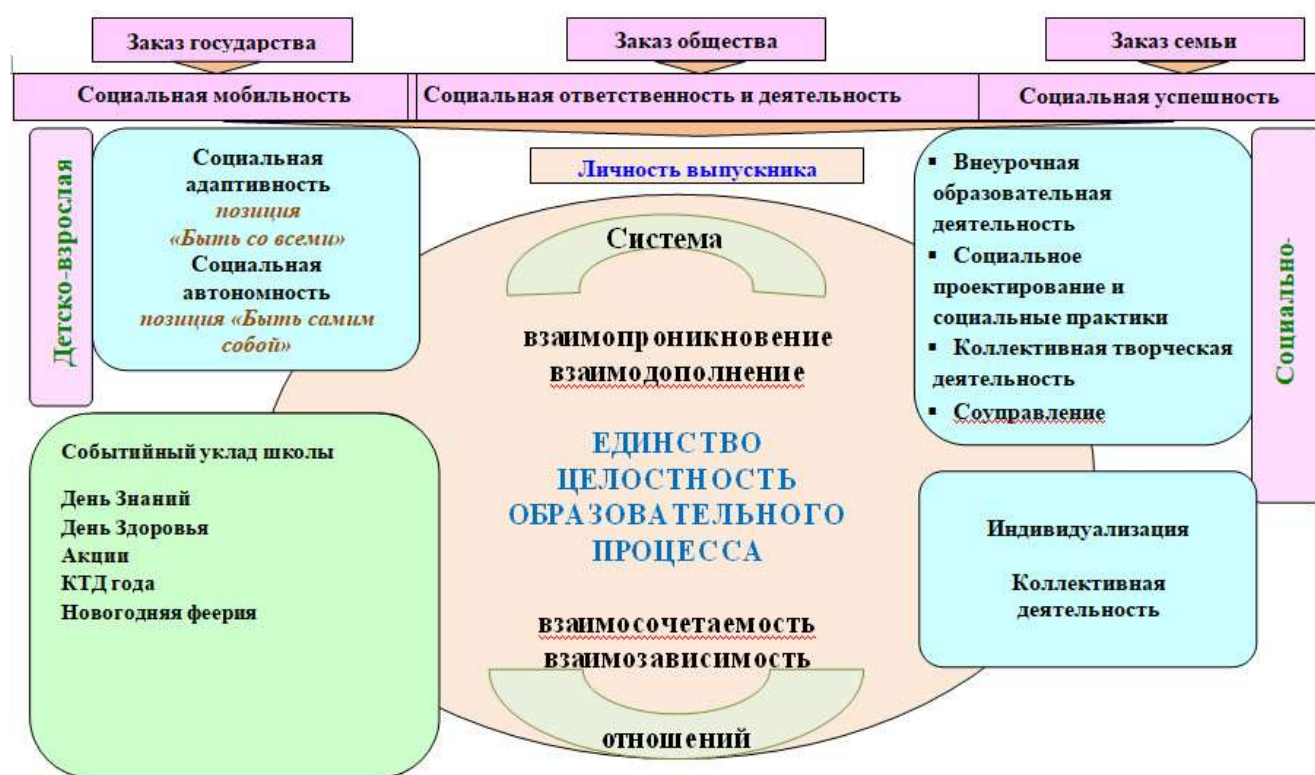 Заказ государства
Заказ общества
Заказ семьи
Социальная мобильность
Социальная ответственность и деятельность
Социальная успешность
Детско-взрослая
Социальная
адаптивность
позиция
«Быть со всеми»
Социальная
автономность
позиция «Быть самим
собой»
Личность выпускника
▪ Внеурочная
образовательная
деятельность
▪ Социальное
проектирование и
социальные практики
▪ Коллективная творческая
деятельность
▪ Соуправление
Социально-
Система
взаимопроникновение
взаимодополнение
ЕДИНСТВО
ЦЕЛОСТНОСТЬ
ОБРАЗОВАТЕЛЬНОГО
ПРОЦЕССА
взаимосочетаемость
взаимозависимость
отношений
Событийный уклад школы
День Знаний
День Здоровья
Акции
КТД года
Новогодняя феерия
Индивидуализация
Коллективная
деятельность